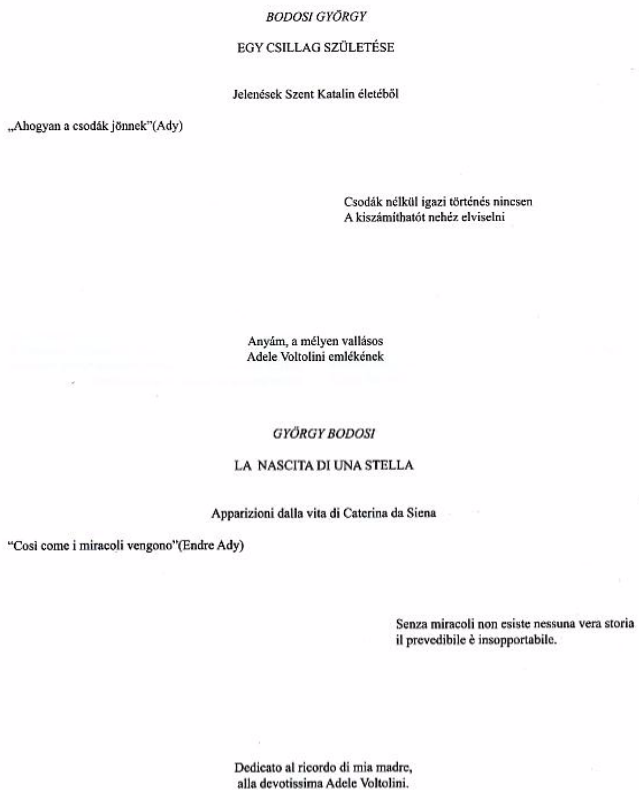 BODOSI GYÖRGY
EGY CSILLAG SZÜLETÉSE
Jelenések Szent Katalin életéből
„Ahogyan a csodák jönnek”(Ady)
Csodák nélkül igazi történés nincsen
A kiszámíthatót nehéz elviselni
Anyám, a mélyen vallásos
Adele Voltolini emlékének
GYÖRGY BODOSI
LA NASCITA DI UNA STELLA
Apparizioni dalla vita di Caterina da Siena
“Così come i miracoli vengono”(Endre Ady)
Senza miracoli non esiste nessuna vera storia
il prevedibile è insopportabile.
Dedicato al ricordo di mia madre,
alla devotissima Adele Voltolini.